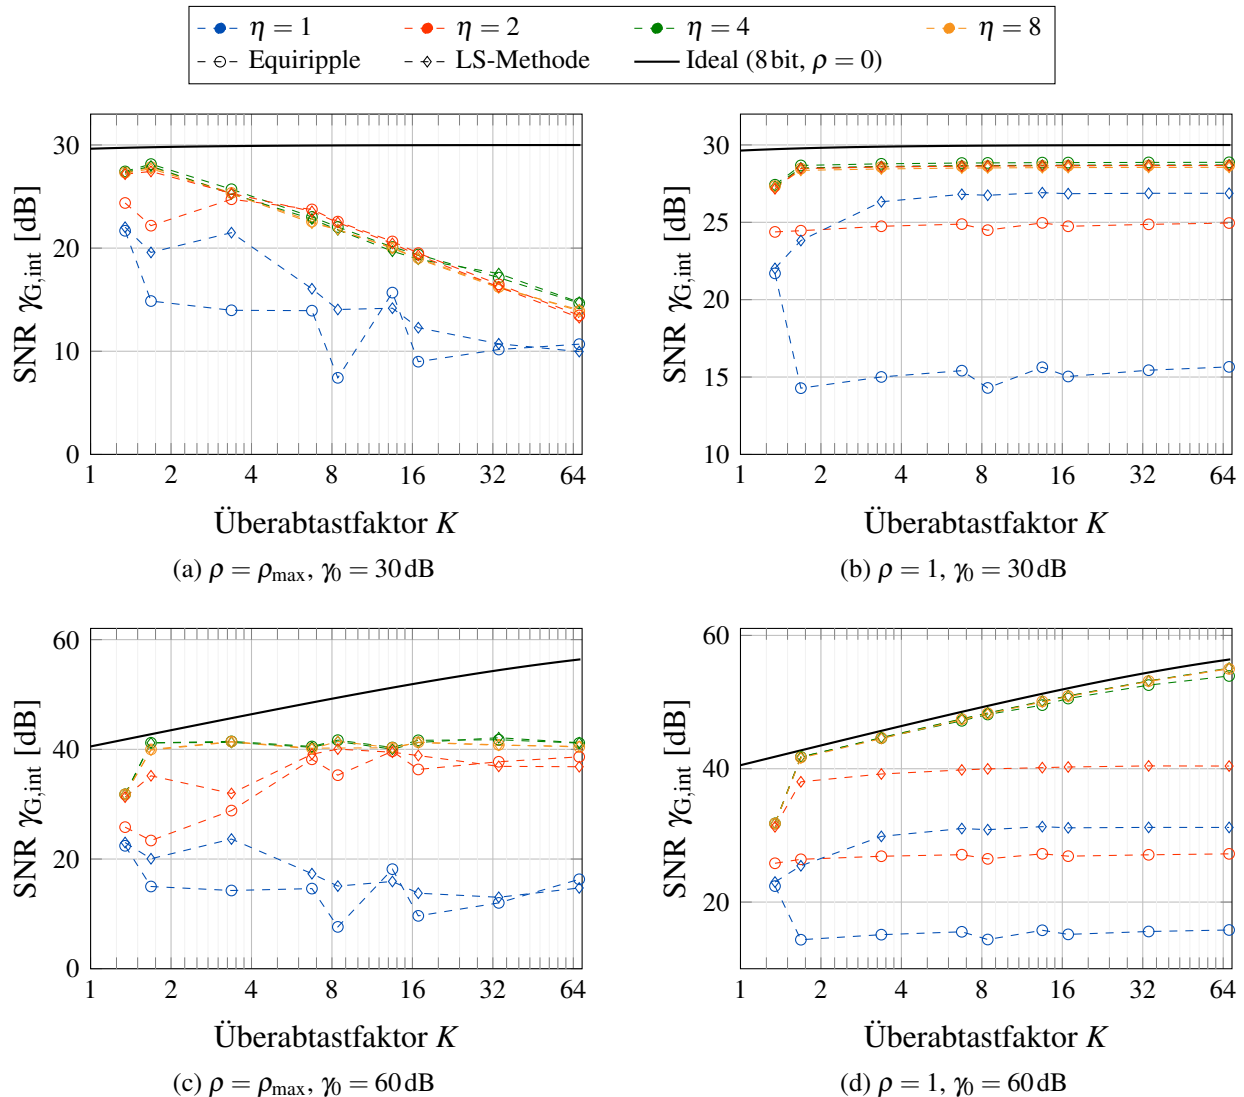 η = 1 η = 2 η = 4 η = 8
Equiripple LS-Methode Ideal (8 bit, ρ = 0)
30
20
10
0
1 2 4 8 16 32 64
SNR γG,int [dB]
Überabtastfaktor K
(a) ρ = ρmax, γ0 = 30 dB
30
25
20
15
10
1 2 4 8 16 32 64
SNR γG,int [dB]
Überabtastfaktor K
(b) ρ = 1, γ0 = 30 dB
60
40
20
0
1 2 4 8 16 32 64
SNR γG,int [dB]
Überabtastfaktor K
(c) ρ = ρmax, γ0 = 60 dB
60
40
20
1 2 4 8 16 32 64
SNR γG,int [dB]
Überabtastfaktor K
(d) ρ = 1, γ0 = 60 dB